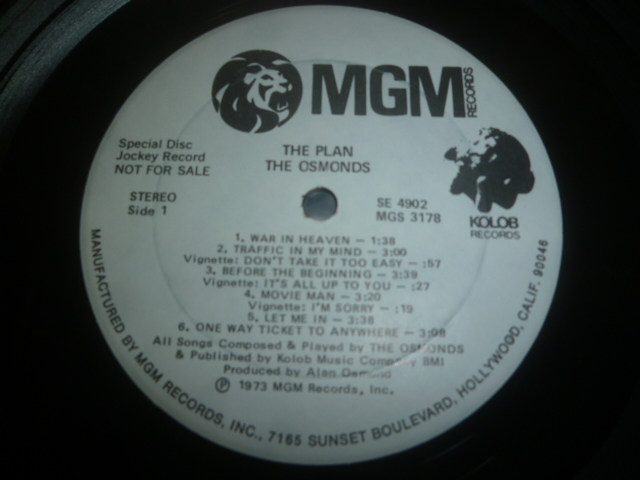 MGM
RECORDS
Special Disc
Jockey Record
NOT FOR SALE
THE PLAN
THE OSMONDS
STEREO
Side 1
SE 4902
MGS 3178
KOLOB
RECORDS
1. WAR IN HEAVEN — 1:38
2. TRAFFIC IN MY MIND — 3:00
Vignette: DON'T TAKE IT TOO EASY — :57
3. BEFORE THE BEGINNING — 3:39
Vignette: IT'S ALL UP TO YOU — :27
4. MOVIE MAN — 3:20
Vignette: I'M SORRY — :19
5. LET ME IN — 3:38
6. ONE WAY TICKET TO ANYWHERE — 3:08
All Songs Composed & Played by THE OSMONDS
& Published by Kolob Music Company BMI
Produced by Alan Osmond
℗ 1973 MGM Records, Inc.
MANUFACTURED BY MGM RECORDS, INC., 7165 SUNSET BOULEVARD, HOLLYWOOD, CALIF. 90046